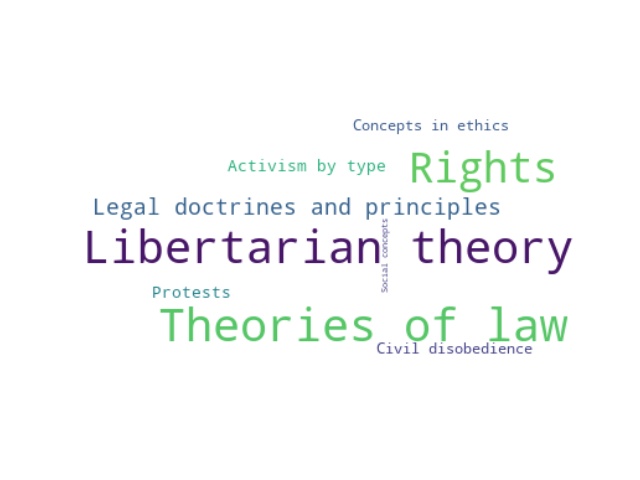 Concepts in ethics
Activism by type
Rights
Legal doctrines and principles
Libertarian theory
Social concepts
Protests
Theories of law
Civil disobedience